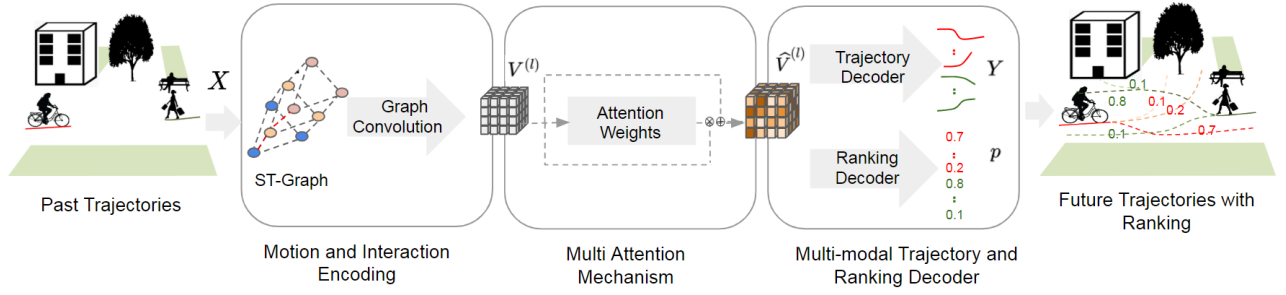 X
Past Trajectories
ST-Graph
Graph
Convolution
Motion and Interaction
Encoding
V^(l)
Attention
Weights
⊗⊕
Multi Attention
Mechanism
V̂^(l)
Trajectory
Decoder
Y
Ranking
Decoder
0.7
:
0.2
0.8
:
0.1
p
Multi-modal Trajectory and
Ranking Decoder
0.1
0.8
0.1
0.2
0.1
0.7
Future Trajectories with
Ranking